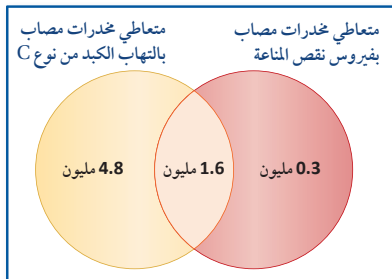 متعاطي مخدرات مصاب
بفيروس نقص المناعة
متعاطي مخدرات مصاب
بالتهاب الكبد من نوع C
0.3 مليون
1.6 مليون
4.8 مليون